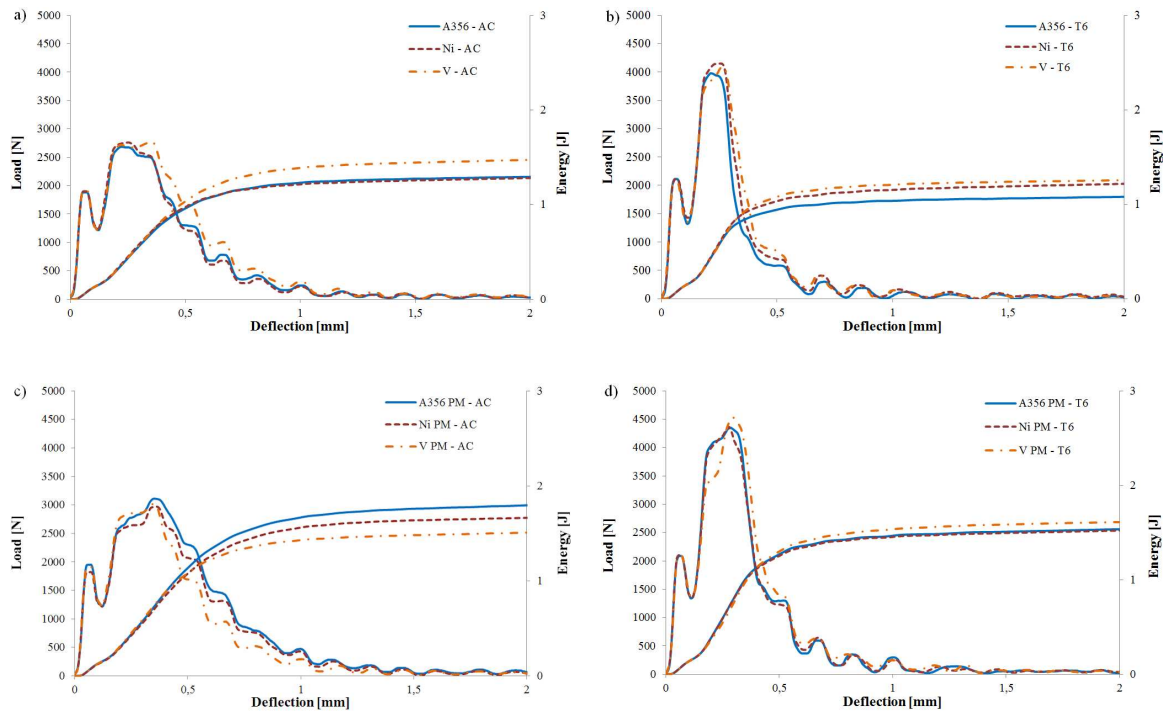 a)
A356 - AC
Ni - AC
V - AC
5000
4500
4000
3500
3000
2500
2000
1500
1000
500
0
Load [N]
3
2
1
0
Energy [J]
0
0,5
1
1,5
2
Deflection [mm]
b)
A356 - T6
Ni - T6
V - T6
5000
4500
4000
3500
3000
2500
2000
1500
1000
500
0
Load [N]
3
2
1
0
Energy [J]
0
0,5
1
1,5
2
Deflection [mm]
c)
A356 PM - AC
Ni PM - AC
V PM - AC
5000
4500
4000
3500
3000
2500
2000
1500
1000
500
0
Load [N]
3
2
1
0
Energy [J]
0
0,5
1
1,5
2
Deflection [mm]
d)
A356 PM - T6
Ni PM - T6
V PM - T6
5000
4500
4000
3500
3000
2500
2000
1500
1000
500
0
Load [N]
3
2
1
0
Energy [J]
0
0,5
1
1,5
2
Deflection [mm]